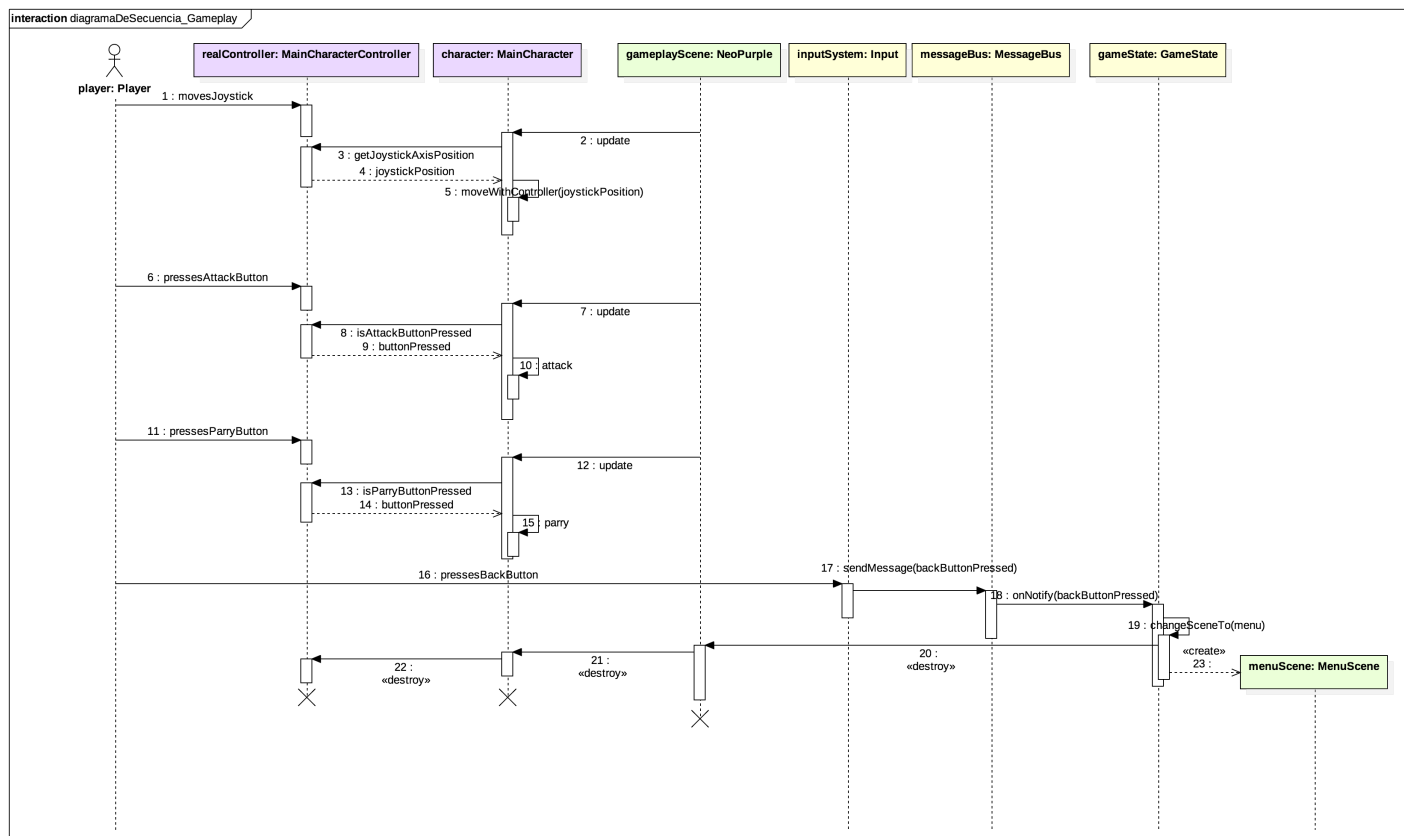 interaction diagramaDeSecuencia_Gameplay
realController: MainCharacterController
character: MainCharacter
gameplayScene: NeoPurple
inputSystem: Input
messageBus: MessageBus
gameState: GameState
player: Player
1 : movesJoystick
2 : update
3 : getJoystickAxisPosition
4 : joystickPosition
5 : moveWithController(joystickPosition)
6 : pressesAttackButton
7 : update
8 : isAttackButtonPressed
9 : buttonPressed
10 : attack
11 : pressesParryButton
12 : update
13 : isParryButtonPressed
14 : buttonPressed
15 : parry
16 : pressesBackButton
17 : sendMessage(backButtonPressed)
18 : onNotify(backButtonPressed)
19 : changeSceneTo(menu)
20 :
«destroy»
21 :
«destroy»
22 :
«destroy»
«create»
23 :
menuScene: MenuScene